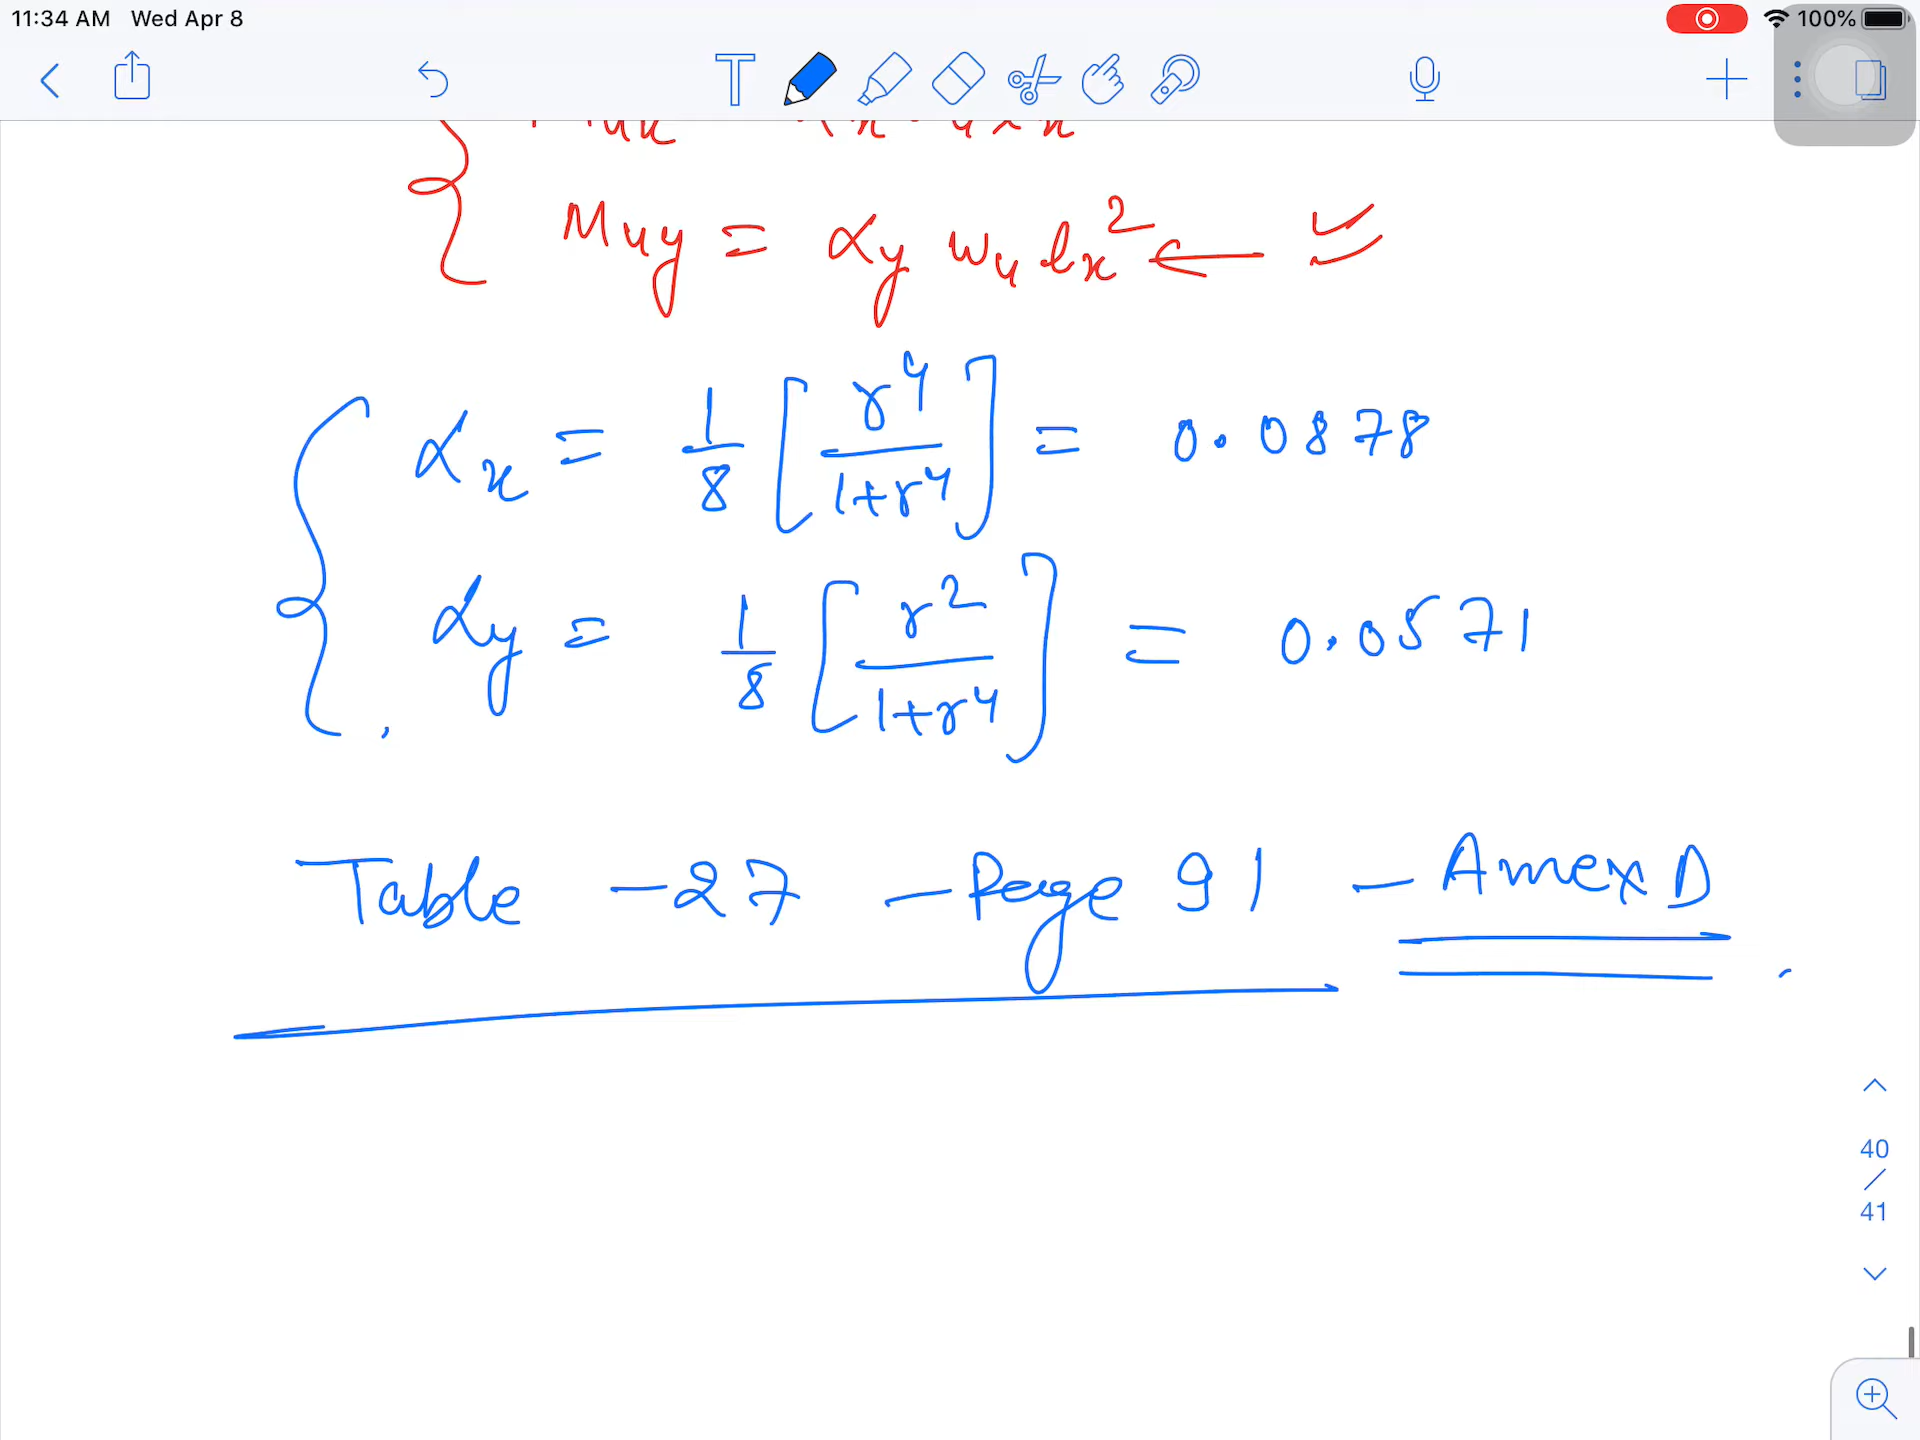 11:34 AM Wed Apr 8 100%
Muy = αy wu lx²
αx = 1/8 [r⁴/1+r⁴] = 0.0878
αy = 1/8 [r²/1+r⁴] = 0.0571
Table - 27 - Page 91 - Annex D
40
/
41